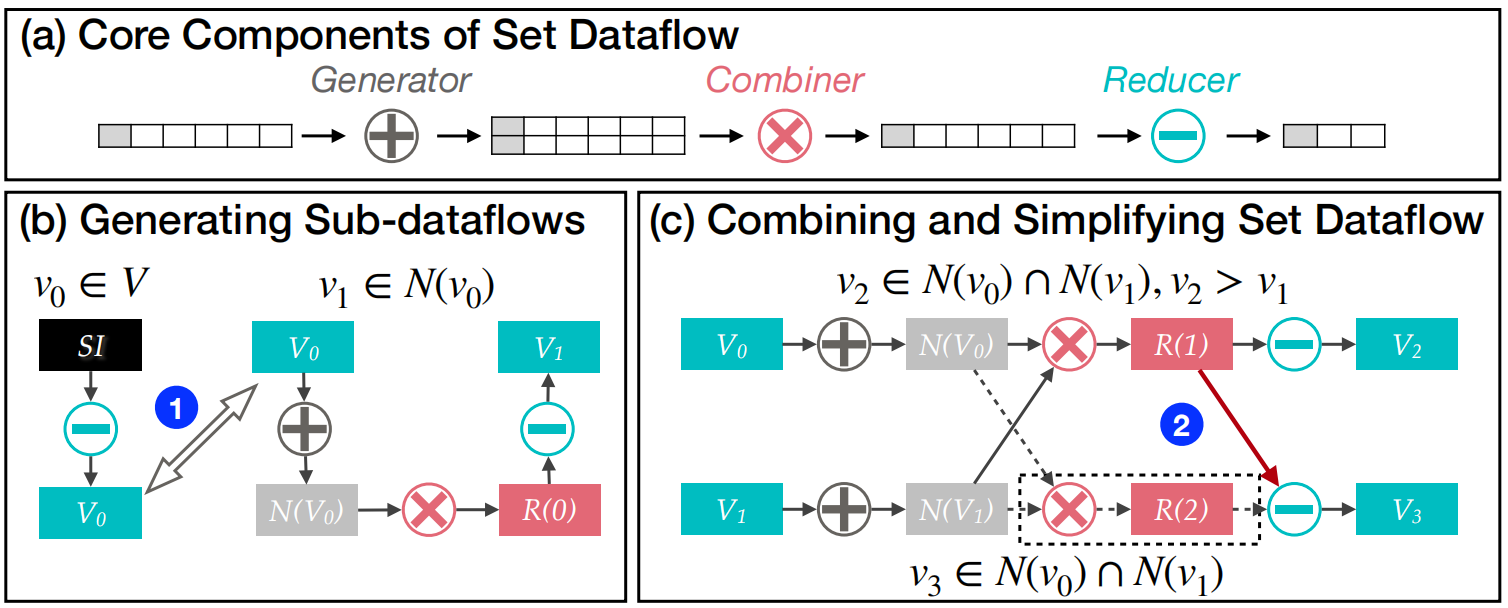 (a) Core Components of Set Dataflow
Generator Combiner Reducer
(b) Generating Sub-dataflows
v₀ ∈ V v₁ ∈ N(v₀)
SI V₀ V₁
1
V₀ N(V₀) R(0)
(c) Combining and Simplifying Set Dataflow
v₂ ∈ N(v₀) ∩ N(v₁), v₂ > v₁
V₀ N(V₀) R(1) V₂
2
V₁ N(V₁) R(2) V₃
v₃ ∈ N(v₀) ∩ N(v₁)